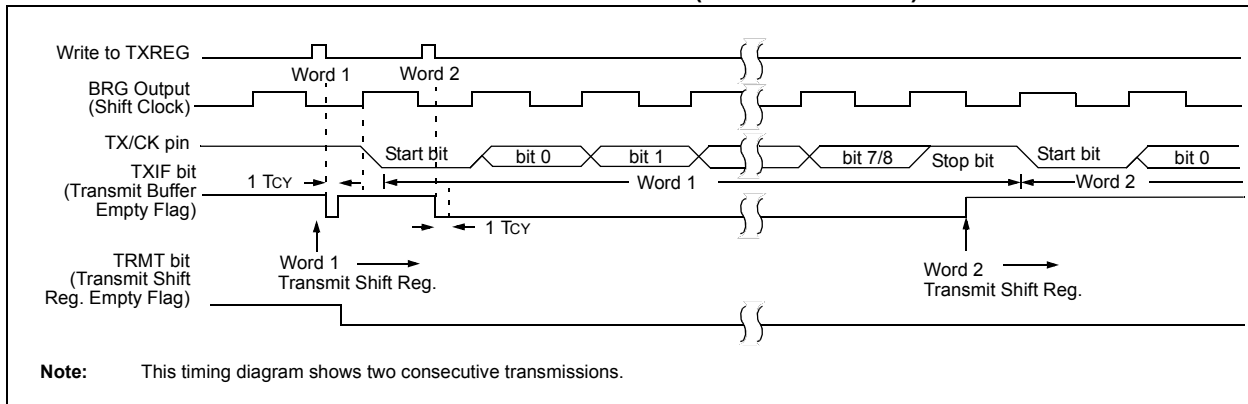 Write to TXREG
Word 1
Word 2
BRG Output
(Shift Clock)
TX/CK pin
Start bit
bit 0
bit 1
bit 7/8
Stop bit
Start bit
bit 0
TXIF bit
(Transmit Buffer
Empty Flag)
1 TCY
Word 1
Word 2
1 TCY
Word 1
Transmit Shift Reg.
Word 2
Transmit Shift Reg.
TRMT bit
(Transmit Shift
Reg. Empty Flag)
Note: This timing diagram shows two consecutive transmissions.